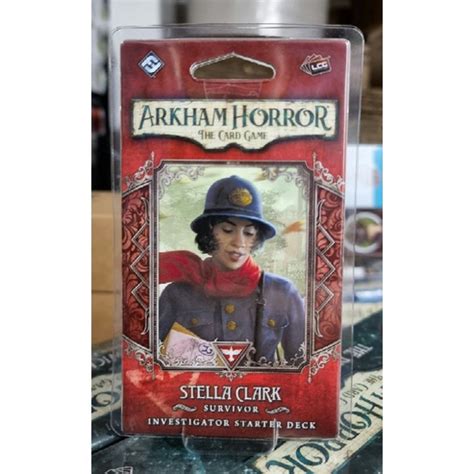 LCG
ARKHAM HORROR
THE CARD GAME
STELLA CLARK
SURVIVOR
INVESTIGATOR STARTER DECK